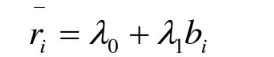 r̄ᵢ = λ₀ + λ₁bᵢ